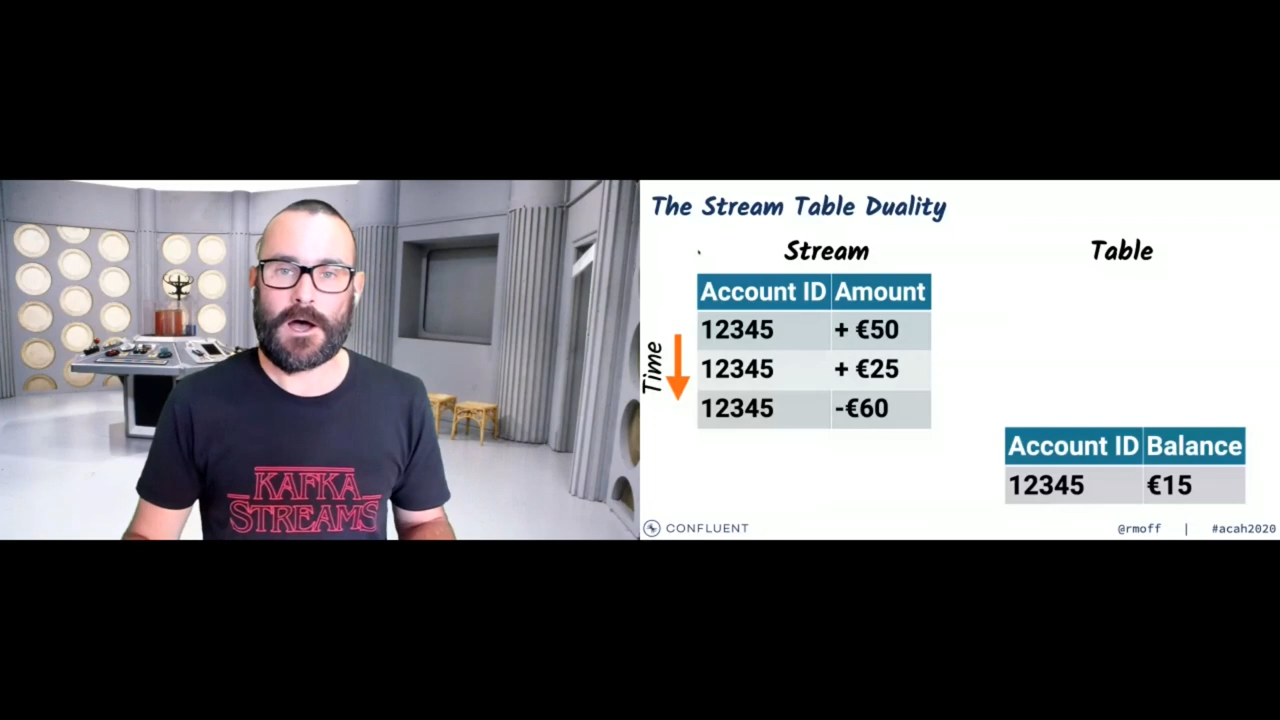 KAFKA
STREAMS
The Stream Table Duality
Stream
Table
Account ID Amount
12345 + €50
12345 + €25
12345 -€60
Time
Account ID Balance
12345 €15
CONFLUENT
@rmoff | #acah2020